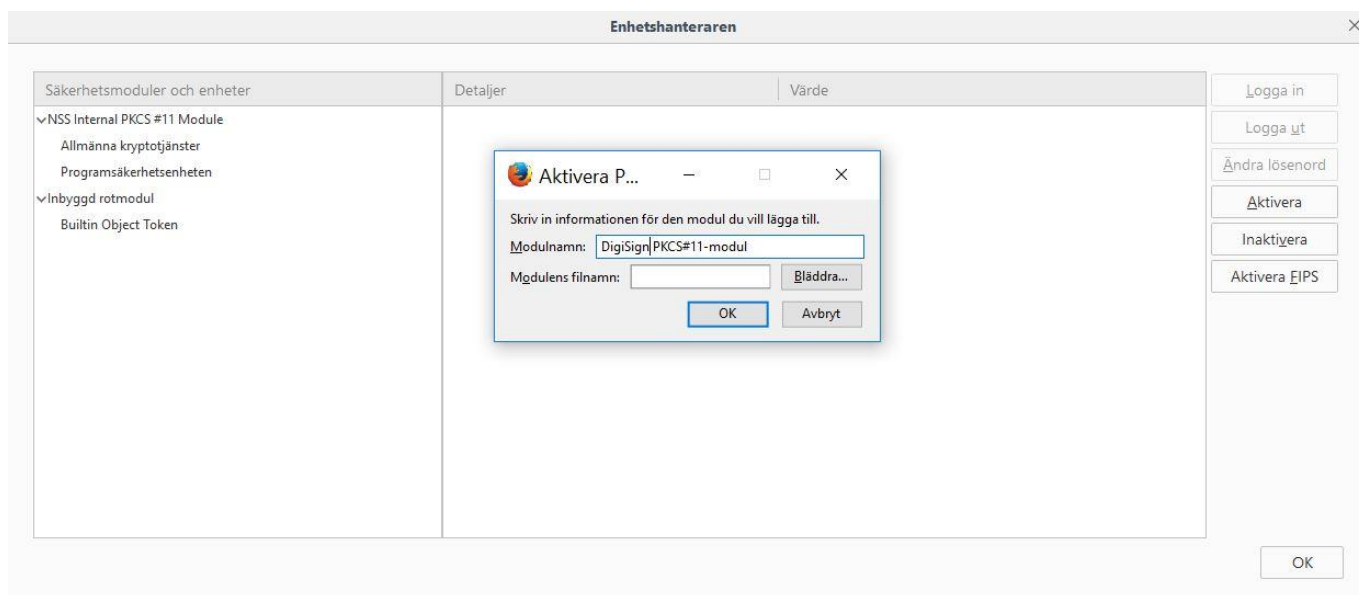 Enhetshanteraren
Säkerhetsmoduler och enheter
Detaljer
Värde
NSS Internal PKCS #11 Module
Allmänna kryptotjänster
Programsäkerhetsenheten
Inbyggd rotmodul
Builtin Object Token
Aktivera P...
Skriv in informationen för den modul du vill lägga till.
Modulnamn: DigiSign PKCS#11-modul
Modulens filnamn: Bläddra...
OK Avbryt
Logga in
Logga ut
Ändra lösenord
Aktivera
Inaktivera
Aktivera FIPS
OK